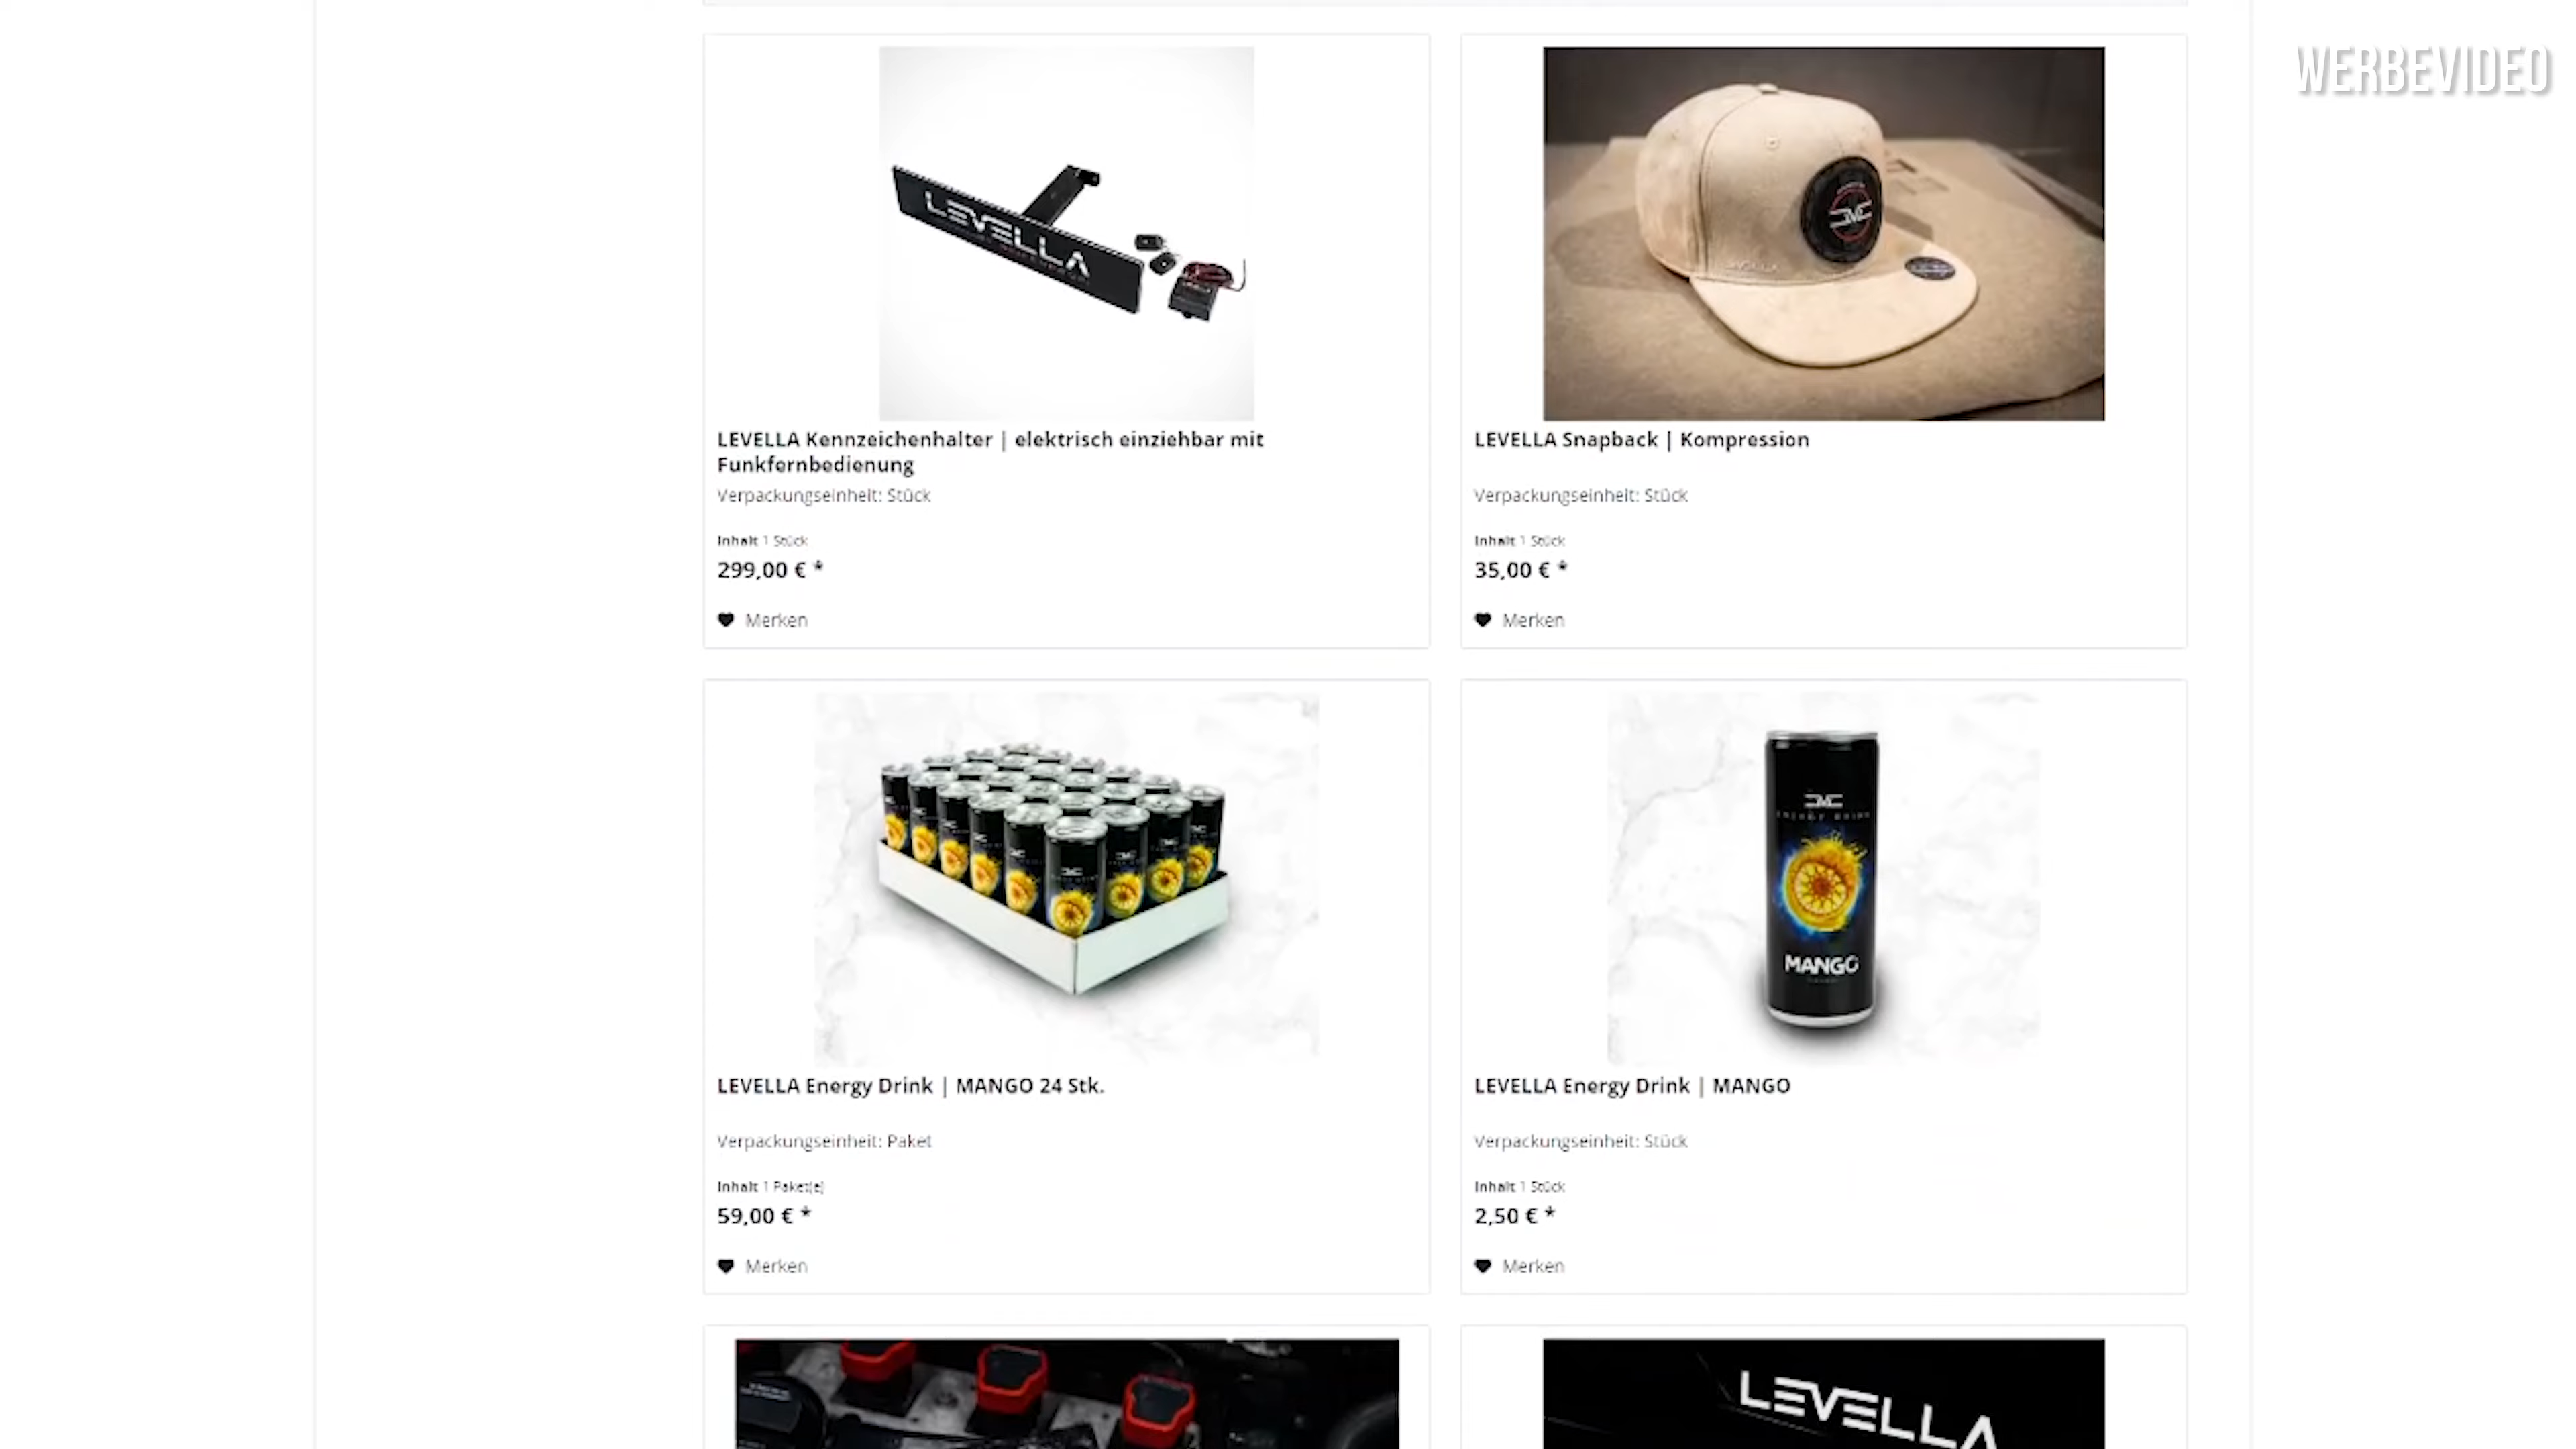 WERBEVIDEO
LEVELLA
LEVELLA Kennzeichenhalter | elektrisch einziehbar mit
Funkfernbedienung
Verpackungseinheit: Stück
Inhalt 1 Stück
299,00 € *
Merken
LEVELLA Snapback | Kompression
Verpackungseinheit: Stück
Inhalt 1 Stück
35,00 € *
Merken
LEVELLA Energy Drink | MANGO 24 Stk.
Verpackungseinheit: Paket
Inhalt 1 Paket(e)
59,00 € *
Merken
ENERGY DRINK
MANGO
LEVELLA Energy Drink | MANGO
Verpackungseinheit: Stück
Inhalt 1 Stück
2,50 € *
Merken
LEVELLA